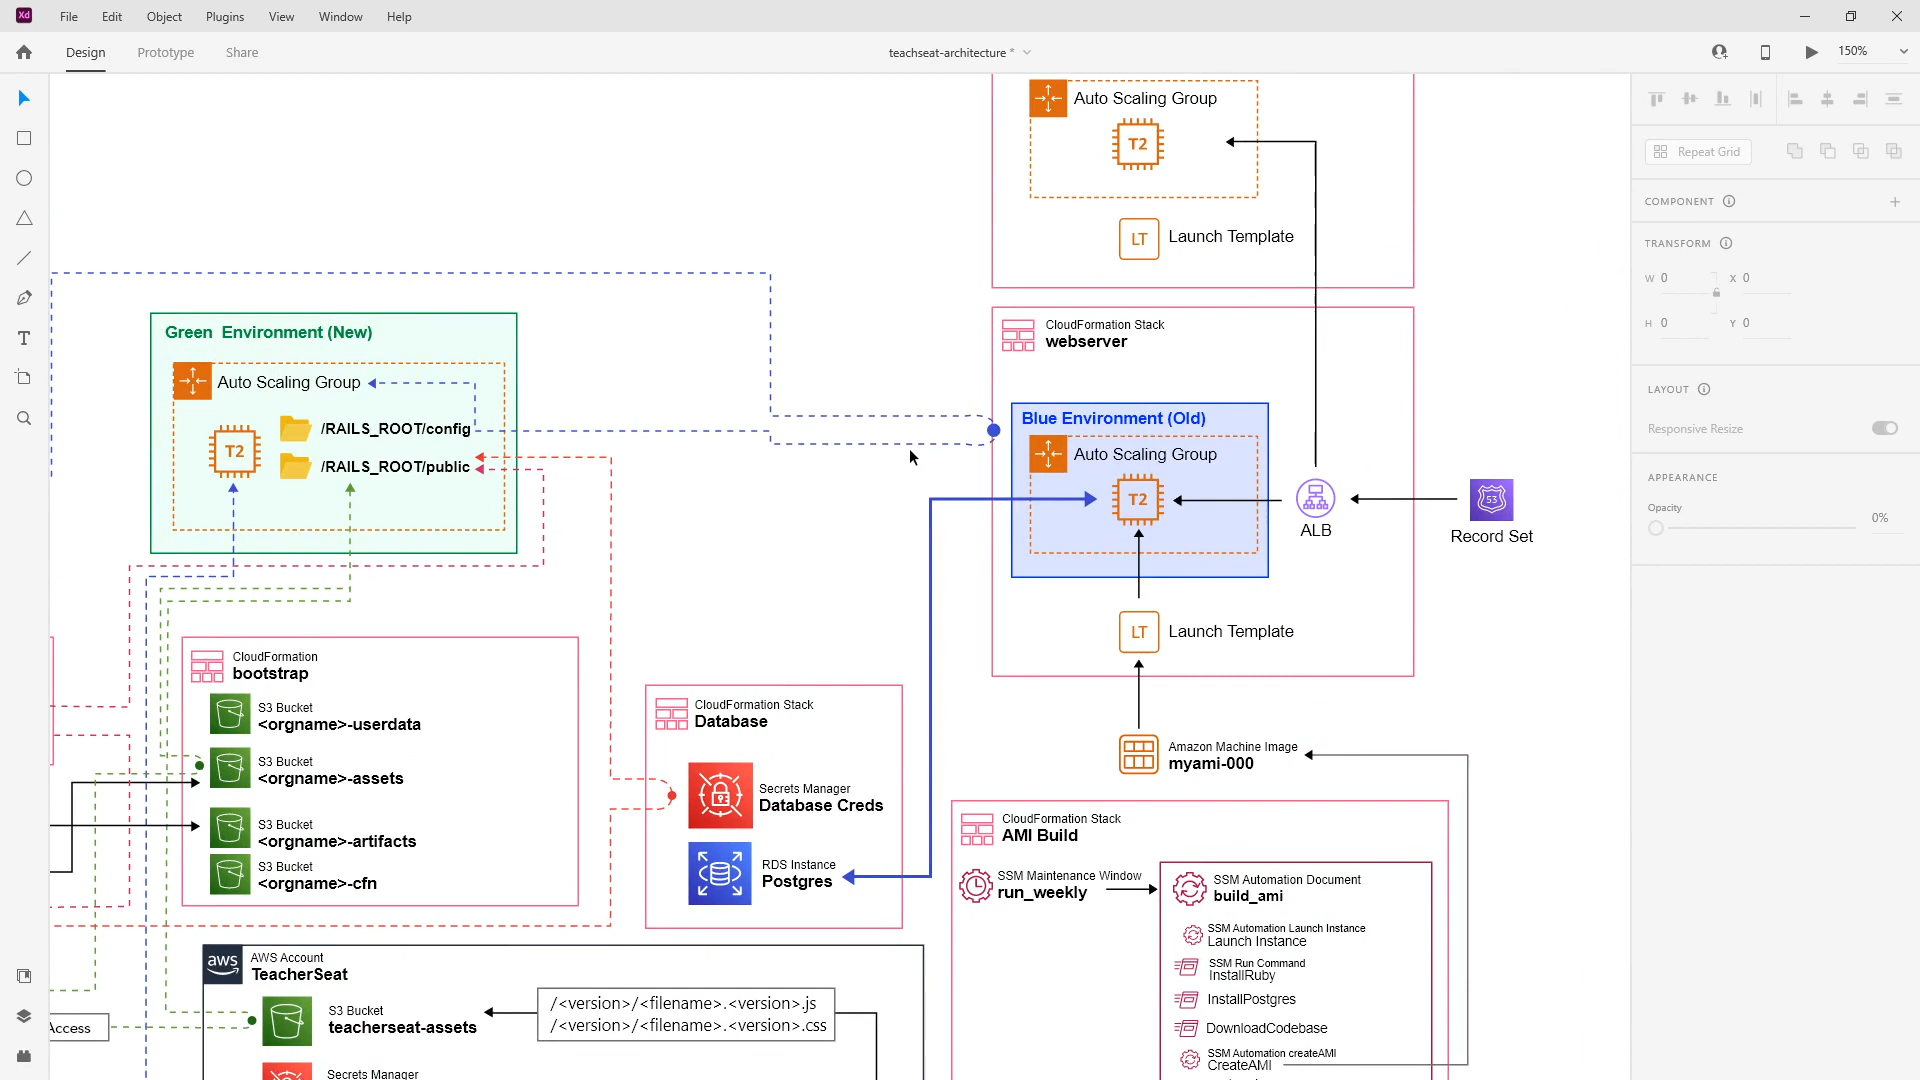 Xd File Edit Object Plugins View Window Help
Design Prototype Share
teachseat-architecture *
150%
Auto Scaling Group
T2
LT Launch Template
Green Environment (New)
Auto Scaling Group
/RAILS_ROOT/config
T2
/RAILS_ROOT/public
CloudFormation Stack
webserver
Blue Environment (Old)
Auto Scaling Group
T2
ALB
53
Record Set
LT Launch Template
CloudFormation
bootstrap
S3 Bucket
<orgname>-userdata
S3 Bucket
<orgname>-assets
S3 Bucket
<orgname>-artifacts
S3 Bucket
<orgname>-cfn
CloudFormation Stack
Database
Secrets Manager
Database Creds
RDS Instance
Postgres
Amazon Machine Image
myami-000
CloudFormation Stack
AMI Build
SSM Maintenance Window
run_weekly
SSM Automation Document
build_ami
SSM Automation Launch Instance
Launch Instance
SSM Run Command
InstallRuby
InstallPostgres
DownloadCodebase
SSM Automation createAMI
CreateAMI
aws
AWS Account
TeacherSeat
S3 Bucket
teacherseat-assets
/<version>/<filename>.<version>.js
/<version>/<filename>.<version>.css
Access
Secrets Manager
Repeat Grid
COMPONENT
TRANSFORM
W 0 X 0
H 0 Y 0
LAYOUT
Responsive Resize
APPEARANCE
Opacity
0%